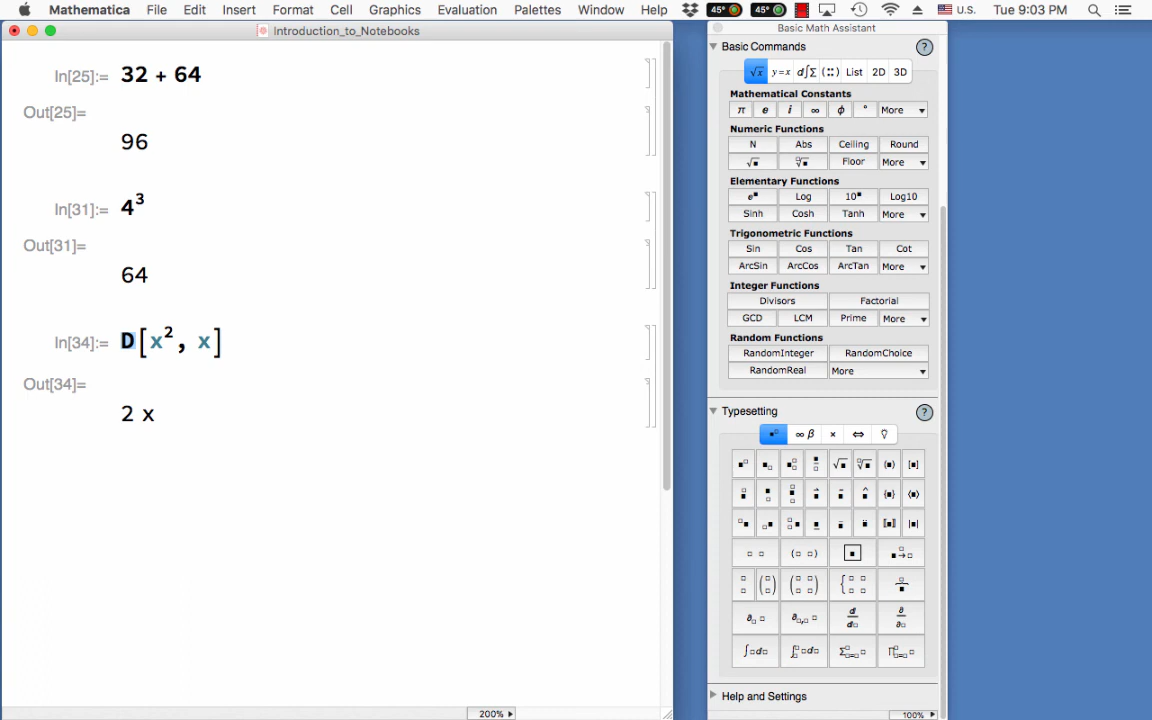 Mathematica File Edit Insert Format Cell Graphics Evaluation Palettes Window Help 45° 45° U.S. Tue 9:03 PM
Introduction_to_Notebooks
In[25]:= 32 + 64
Out[25]=
96
In[31]:= 4³
Out[31]=
64
In[34]:= D[x², x]
Out[34]=
2 x
200%
Basic Math Assistant
Basic Commands ?
√x y=x d∫Σ (::) List 2D 3D
Mathematical Constants
π e i ∞ ϕ ° More
Numeric Functions
N Abs Ceiling Round
√▪ ∛▪ Floor More
Elementary Functions
e▪ Log 10▪ Log10
Sinh Cosh Tanh More
Trigonometric Functions
Sin Cos Tan Cot
ArcSin ArcCos ArcTan More
Integer Functions
Divisors Factorial
GCD LCM Prime More
Random Functions
RandomInteger RandomChoice
RandomReal More
Typesetting ?
∞ β × ⇔
Help and Settings
100%